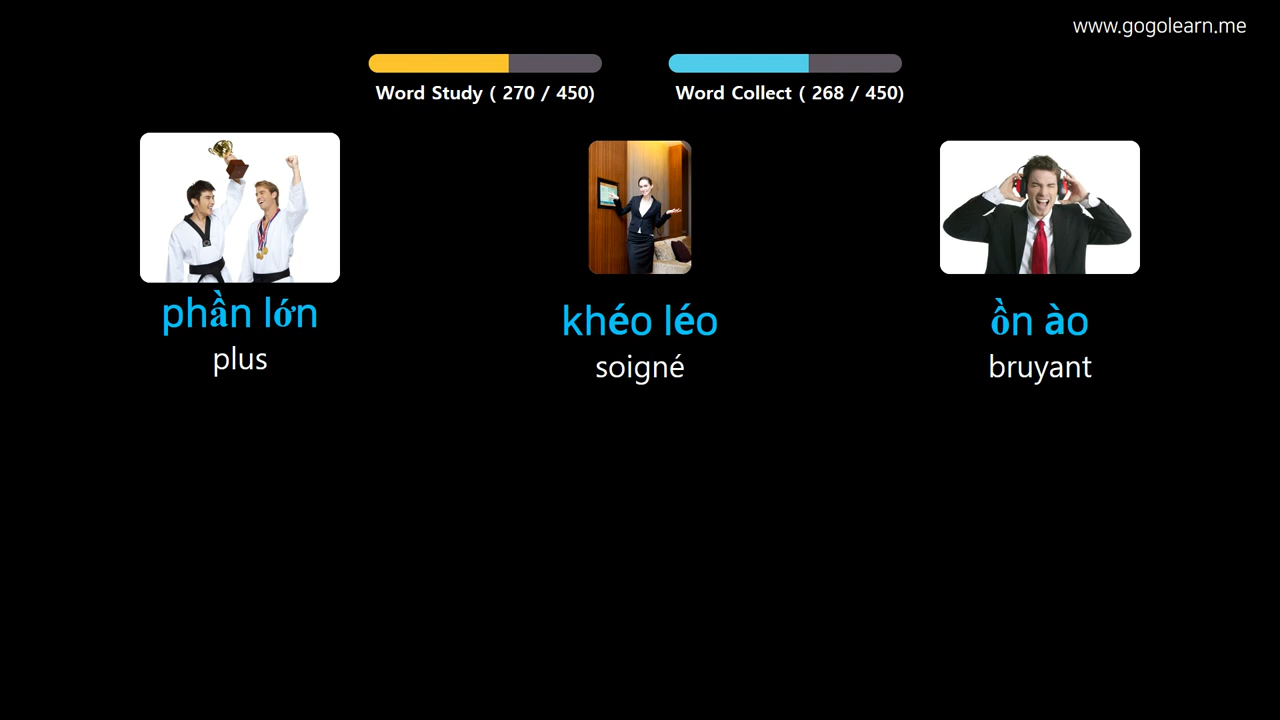 www.gogolearn.me
Word Study ( 270 / 450)
Word Collect ( 268 / 450)
phần lớn
plus
khéo léo
soigné
ồn ào
bruyant